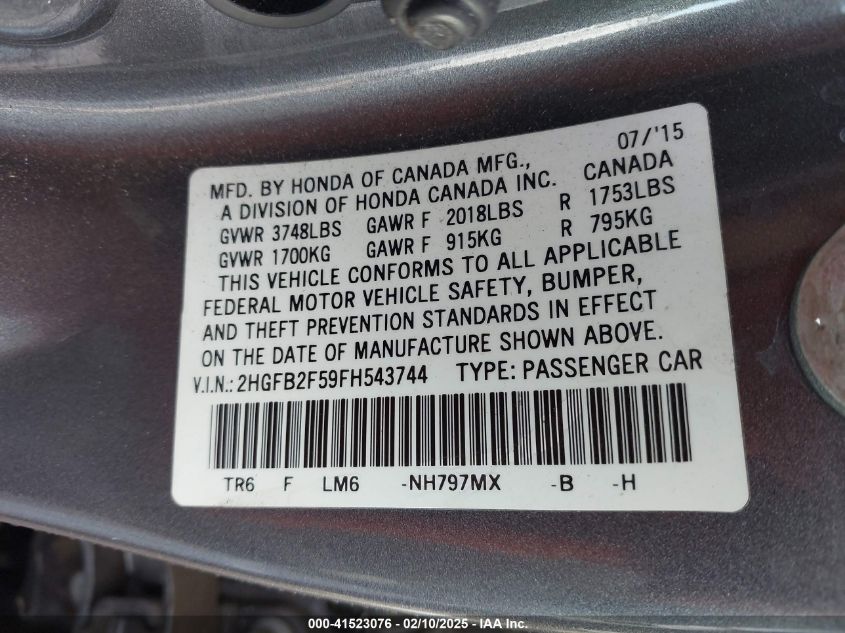 07/'15
MFD. BY HONDA OF CANADA MFG., CANADA
A DIVISION OF HONDA CANADA INC.
GVWR 3748LBS GAWR F 2018LBS R 1753LBS
GVWR 1700KG GAWR F 915KG R 795KG
THIS VEHICLE CONFORMS TO ALL APPLICABLE
FEDERAL MOTOR VEHICLE SAFETY, BUMPER,
AND THEFT PREVENTION STANDARDS IN EFFECT
ON THE DATE OF MANUFACTURE SHOWN ABOVE.
V.I.N.: 2HGFB2F59FH543744 TYPE: PASSENGER CAR
TR6 F LM6 -NH797MX -B -H
000-41523076 - 02/10/2025 - IAA Inc.